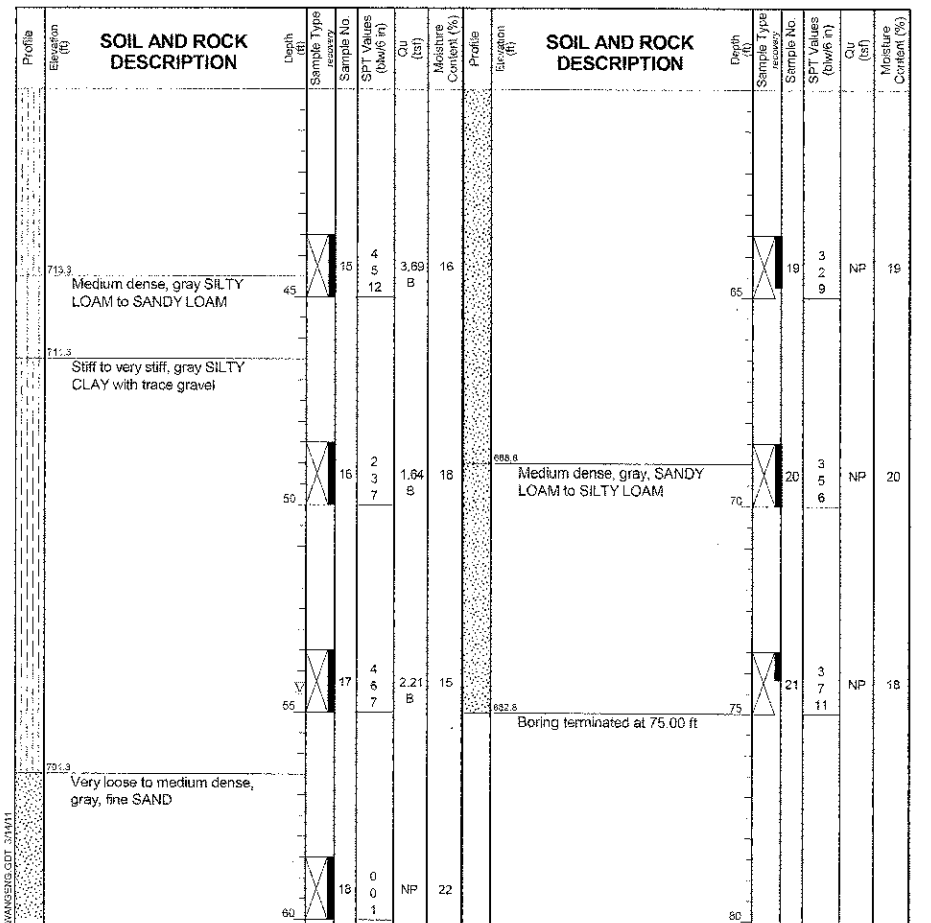 Profile
Elevation
(ft)
SOIL AND ROCK
DESCRIPTION
Depth
(ft)
Sample Type
recovery
Sample No.
SPT Values
(blw/6 in)
Qu
(tsf)
Moisture
Content (%)
Medium dense, gray SILTY
LOAM to SANDY LOAM
45
15
4
5
12
3.69
B
16
711.3
Stiff to very stiff, gray SILTY
CLAY with trace gravel
50
16
2
3
7
1.64
B
18
55
17
4
6
7
2.21
B
15
Very loose to medium dense,
gray, fine SAND
60
18
0
0
1
NP
22
Profile
Elevation
(ft)
SOIL AND ROCK
DESCRIPTION
Depth
(ft)
Sample Type
recovery
Sample No.
SPT Values
(blw/6 in)
Qu
(tsf)
Moisture
Content (%)
65
19
3
2
9
NP
19
Medium dense, gray, SANDY
LOAM to SILTY LOAM
70
20
3
5
6
NP
20
682.8
75
21
3
7
11
NP
18
Boring terminated at 75.00 ft
80
WANGENG.GDT 3/14/11